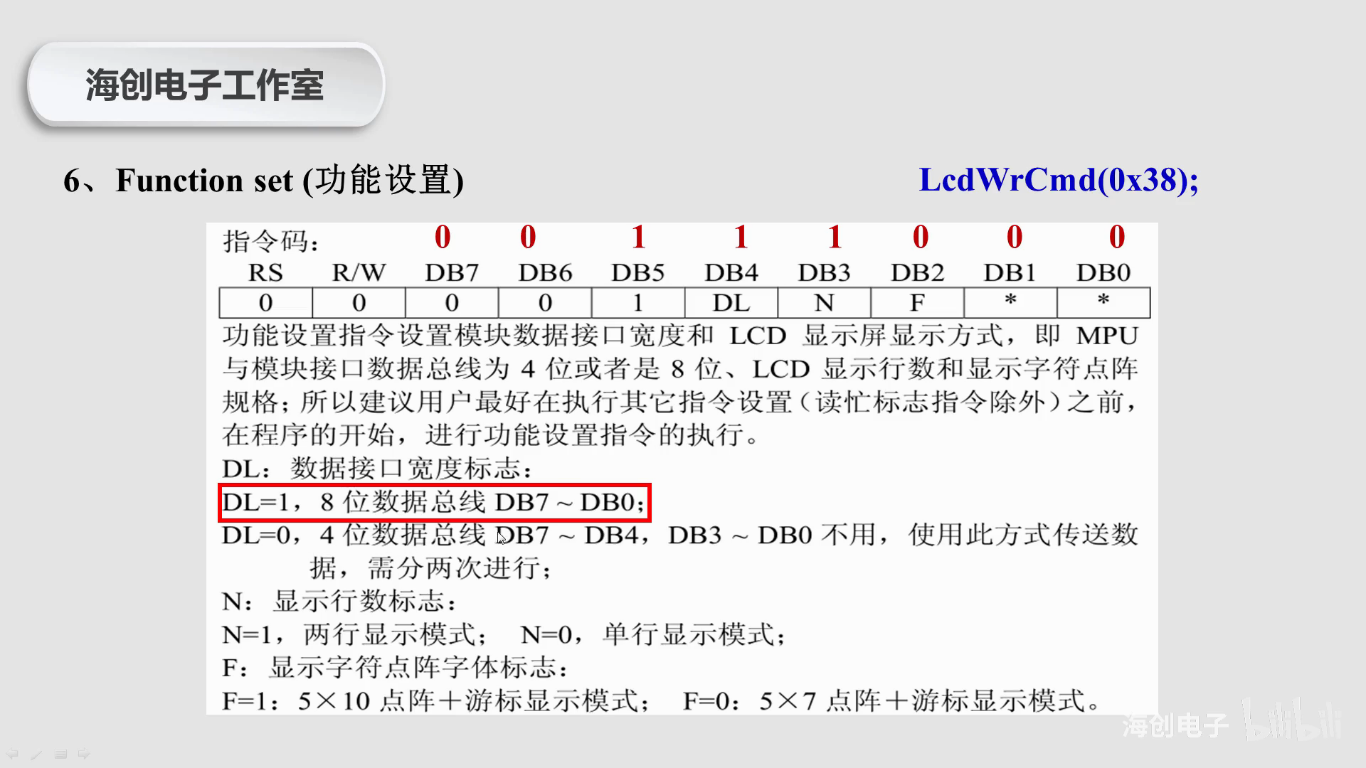 海创电子工作室
6、Function set (功能设置) LcdWrCmd(0x38);
指令码: 0 0 1 1 1 0 0 0
RS R/W DB7 DB6 DB5 DB4 DB3 DB2 DB1 DB0
0 0 0 0 1 DL N F * *
功能设置指令设置模块数据接口宽度和 LCD 显示屏显示方式，即 MPU
与模块接口数据总线为 4 位或者是 8 位、LCD 显示行数和显示字符点阵
规格；所以建议用户最好在执行其它指令设置（读忙标志指令除外）之前，
在程序的开始，进行功能设置指令的执行。
DL：数据接口宽度标志：
DL=1，8 位数据总线 DB7 ~ DB0；
DL=0，4 位数据总线 DB7 ~ DB4，DB3 ~ DB0 不用，使用此方式传送数
据，需分两次进行；
N：显示行数标志：
N=1，两行显示模式； N=0，单行显示模式；
F：显示字符点阵字体标志：
F=1：5×10 点阵＋游标显示模式； F=0：5×7 点阵＋游标显示模式。
海创电子 bilibili